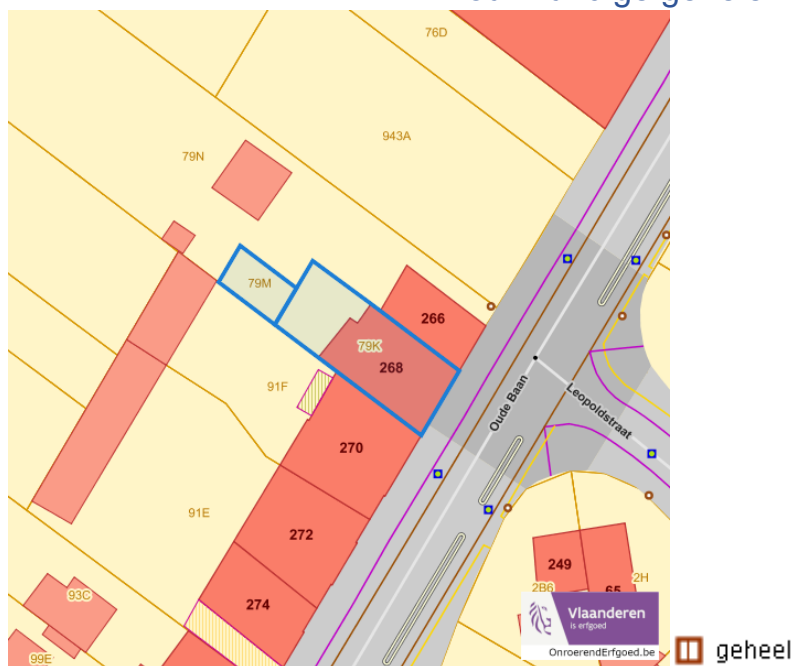 76D
943A
79N
79M
266
79K
268
91F
Oude Baan
Leopoldstraat
270
91E
272
249
2H
2B6
65
93C
274
Vlaanderen
is erfgoed
OnroerendErfgoed.be
geheel
99E